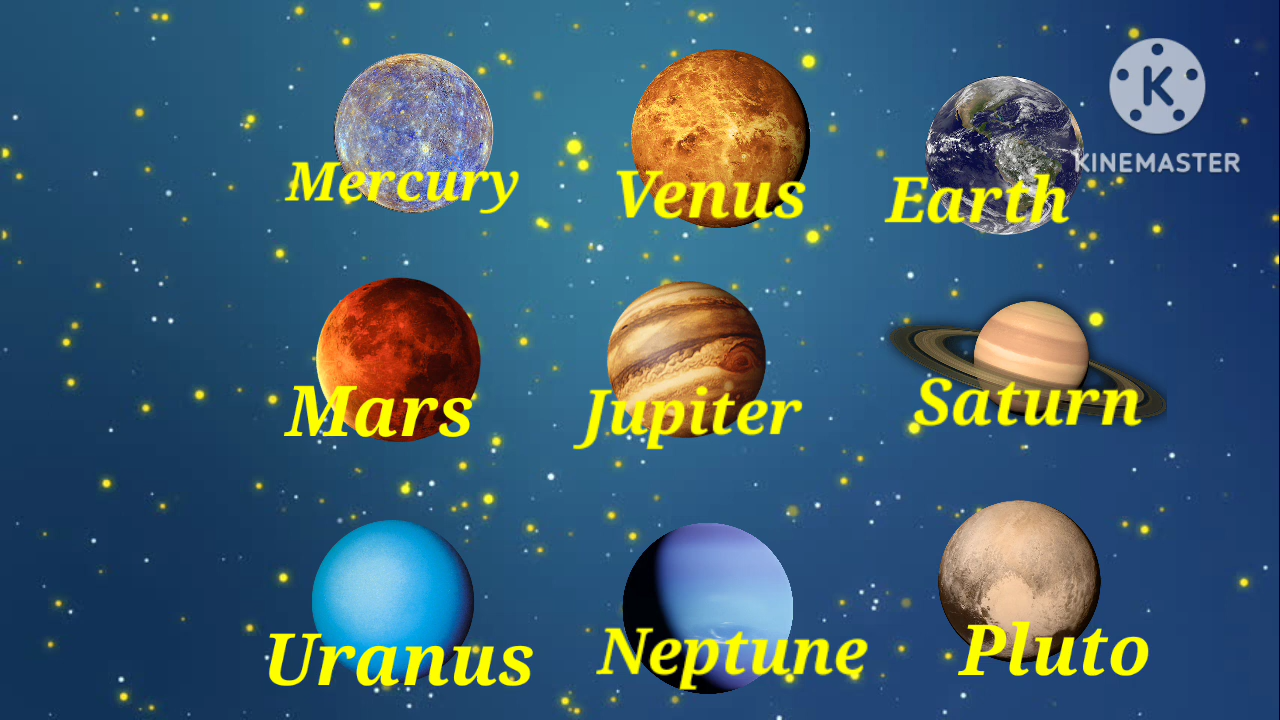 K
KINEMASTER
Mercury
Venus
Earth
Mars
Jupiter
Saturn
Uranus
Neptune
Pluto